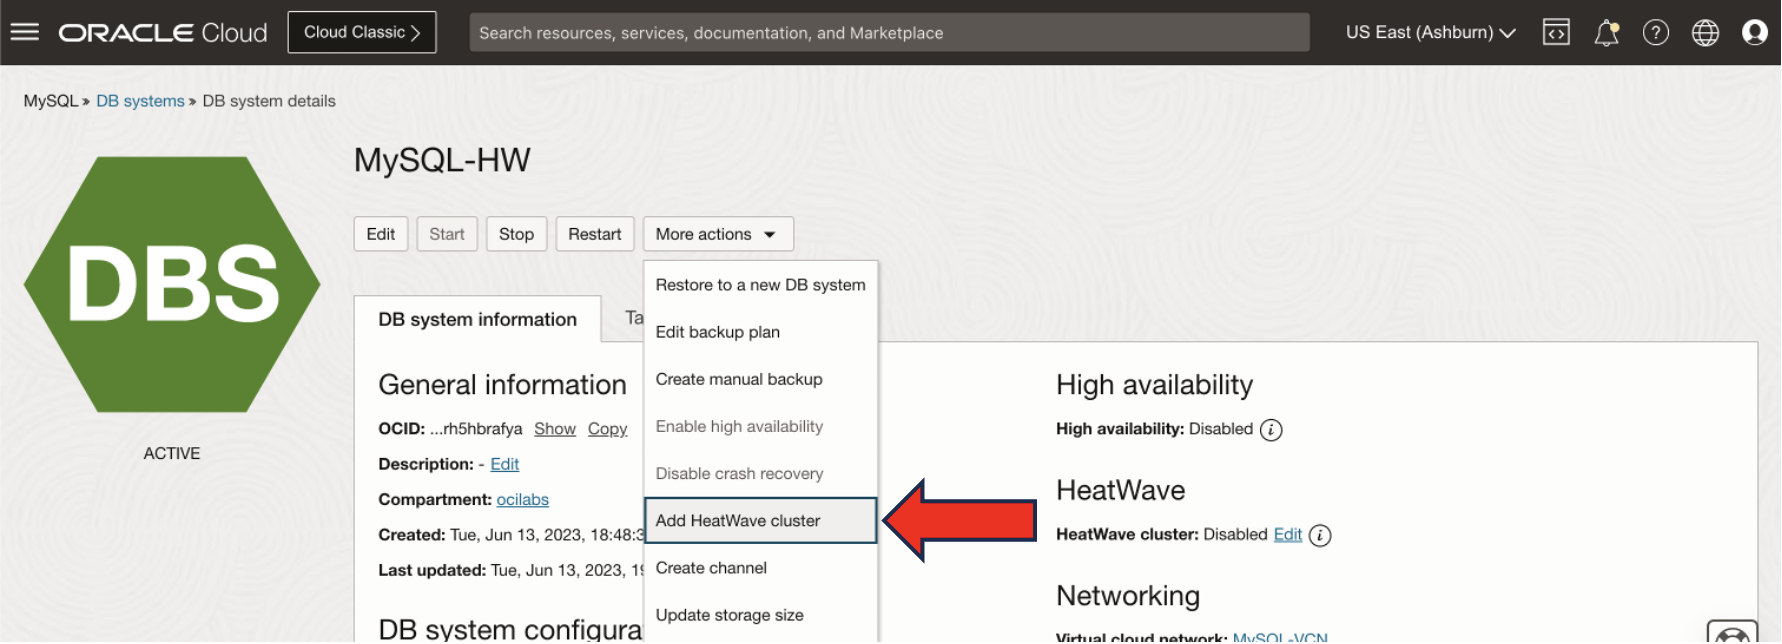 ORACLE Cloud
Cloud Classic
Search resources, services, documentation, and Marketplace
US East (Ashburn)
MySQL » DB systems » DB system details
DBS
ACTIVE
MySQL-HW
Edit
Start
Stop
Restart
More actions
Restore to a new DB system
Edit backup plan
Create manual backup
Enable high availability
Disable crash recovery
Add HeatWave cluster
Create channel
Update storage size
DB system information
Ta
General information
OCID: ...rh5hbrafya Show Copy
Description: - Edit
Compartment: ocilabs
Created: Tue, Jun 13, 2023, 18:48:3
Last updated: Tue, Jun 13, 2023, 19
DB system configura
High availability
High availability: Disabled
HeatWave
HeatWave cluster: Disabled Edit
Networking
Virtual cloud network: MySQL-VCN